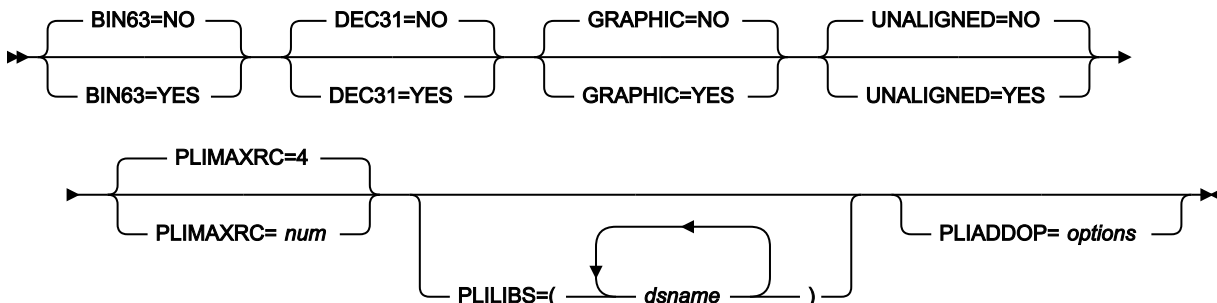 BIN63=NO DEC31=NO GRAPHIC=NO UNALIGNED=NO
BIN63=YES DEC31=YES GRAPHIC=YES UNALIGNED=YES
PLIMAXRC=4
PLIMAXRC= num PLIADDOP= options
PLILIBS=( dsname )